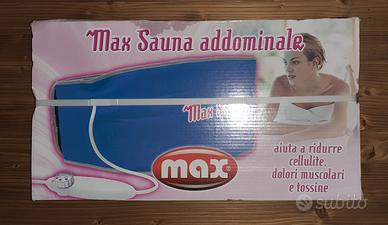 Max Sauna addominale
Max S
max
aiuta a ridurre
cellulite,
dolori muscolari
e tossine
subito